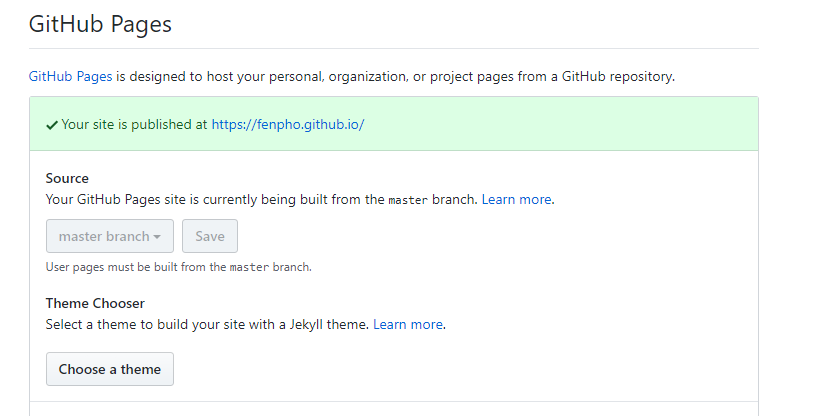 GitHub Pages
GitHub Pages is designed to host your personal, organization, or project pages from a GitHub repository.
Your site is published at https://fenpho.github.io/
Source
Your GitHub Pages site is currently being built from the master branch. Learn more.
master branch Save
User pages must be built from the master branch.
Theme Chooser
Select a theme to build your site with a Jekyll theme. Learn more.
Choose a theme